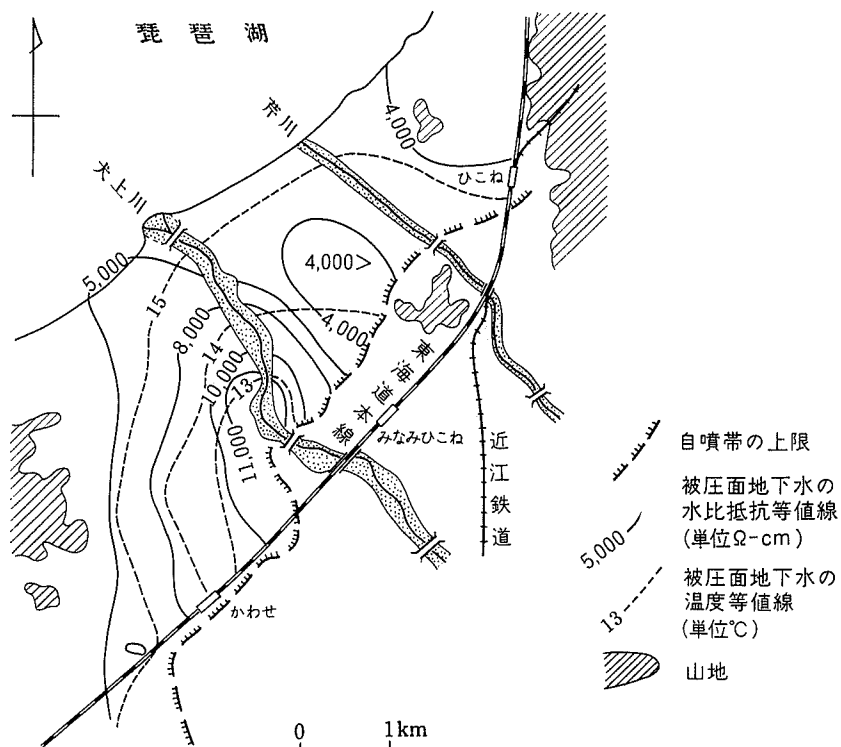 琵琶湖
芹川
犬上川
4,000
ひこね
5,000
15
4,000>
4,000
8,000
14
10,000
13
11,000
東海道本線
みなみひこね
近江鉄道
かわせ
自噴帯の上限
被圧面地下水の
水比抵抗等値線
(単位Ω-cm)
5,000
被圧面地下水の
温度等値線
(単位℃)
13
山地
0 1km